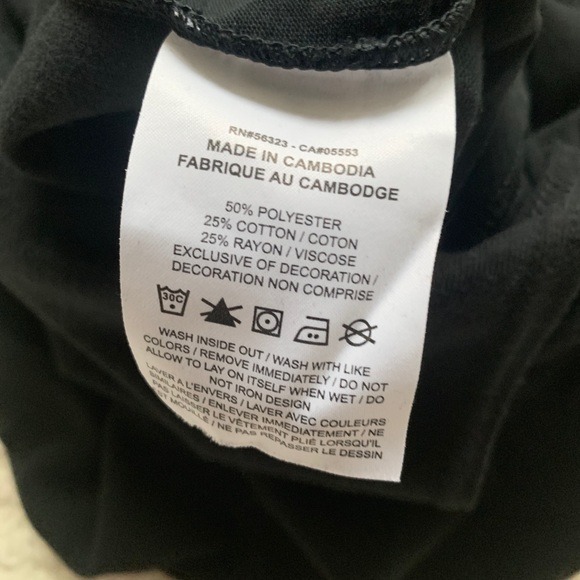 RN#56323 - CA#05553
MADE IN CAMBODIA
FABRIQUE AU CAMBODGE
50% POLYESTER
25% COTTON / COTON
25% RAYON / VISCOSE
EXCLUSIVE OF DECORATION /
DECORATION NON COMPRISE
30C
WASH INSIDE OUT / WASH WITH LIKE
COLORS / REMOVE IMMEDIATELY / DO NOT
ALLOW TO LAY ON ITSELF WHEN WET / DO
NOT IRON DESIGN
LAVER A L'ENVERS / LAVER AVEC COULEURS
SIMILAIRES / ENLEVER IMMEDIATEMENT / NE
PAS LAISSER LE VÊTEMENT PLIÉ LORSQU'IL
EST MOUILLÉ / NE PAS REPASSER LE DESSIN